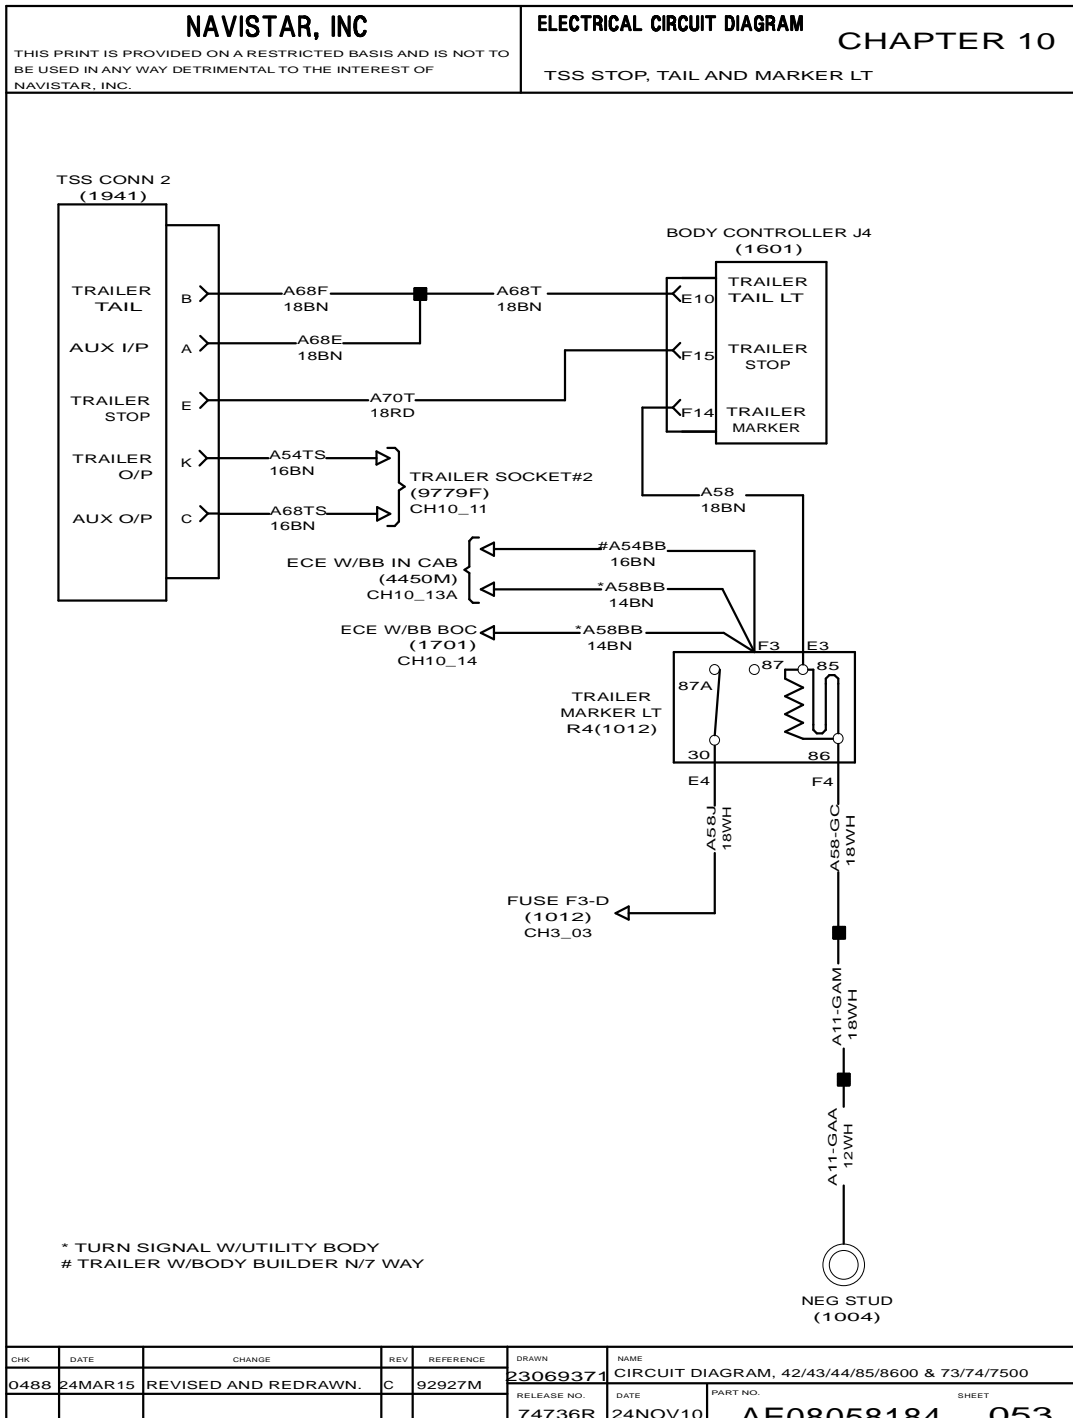 NAVISTAR, INC
THIS PRINT IS PROVIDED ON A RESTRICTED BASIS AND IS NOT TO
BE USED IN ANY WAY DETRIMENTAL TO THE INTEREST OF
NAVISTAR, INC.
ELECTRICAL CIRCUIT DIAGRAM
CHAPTER 10
TSS STOP, TAIL AND MARKER LT
TSS CONN 2
(1941)
TRAILER
TAIL
B
A68F
18BN
A68T
18BN
AUX I/P
A
A68E
18BN
TRAILER
STOP
E
A70T
18RD
TRAILER
O/P
K
A54TS
16BN
AUX O/P
C
A68TS
16BN
TRAILER SOCKET#2
(9779F)
CH10_11
BODY CONTROLLER J4
(1601)
E10
TRAILER
TAIL LT
F15
TRAILER
STOP
F14
TRAILER
MARKER
A58
18BN
ECE W/BB IN CAB
(4450M)
CH10_13A
#A54BB
16BN
*A58BB
14BN
ECE W/BB BOC
(1701)
CH10_14
*A58BB
14BN
F3
E3
87A
87
85
TRAILER
MARKER LT
R4(1012)
30
86
E4
F4
A58J
18WH
A58-GC
18WH
FUSE F3-D
(1012)
CH3_03
A11-GAM
18WH
A11-GAA
12WH
* TURN SIGNAL W/UTILITY BODY
# TRAILER W/BODY BUILDER N/7 WAY
NEG STUD
(1004)
CHK
DATE
CHANGE
REV
REFERENCE
0488
24MAR15
REVISED AND REDRAWN.
C
92927M
DRAWN
23069371
NAME
CIRCUIT DIAGRAM, 42/43/44/85/8600 & 73/74/7500
RELEASE NO.
74736R
DATE
24NOV10
PART NO.
AE08058184
SHEET
053